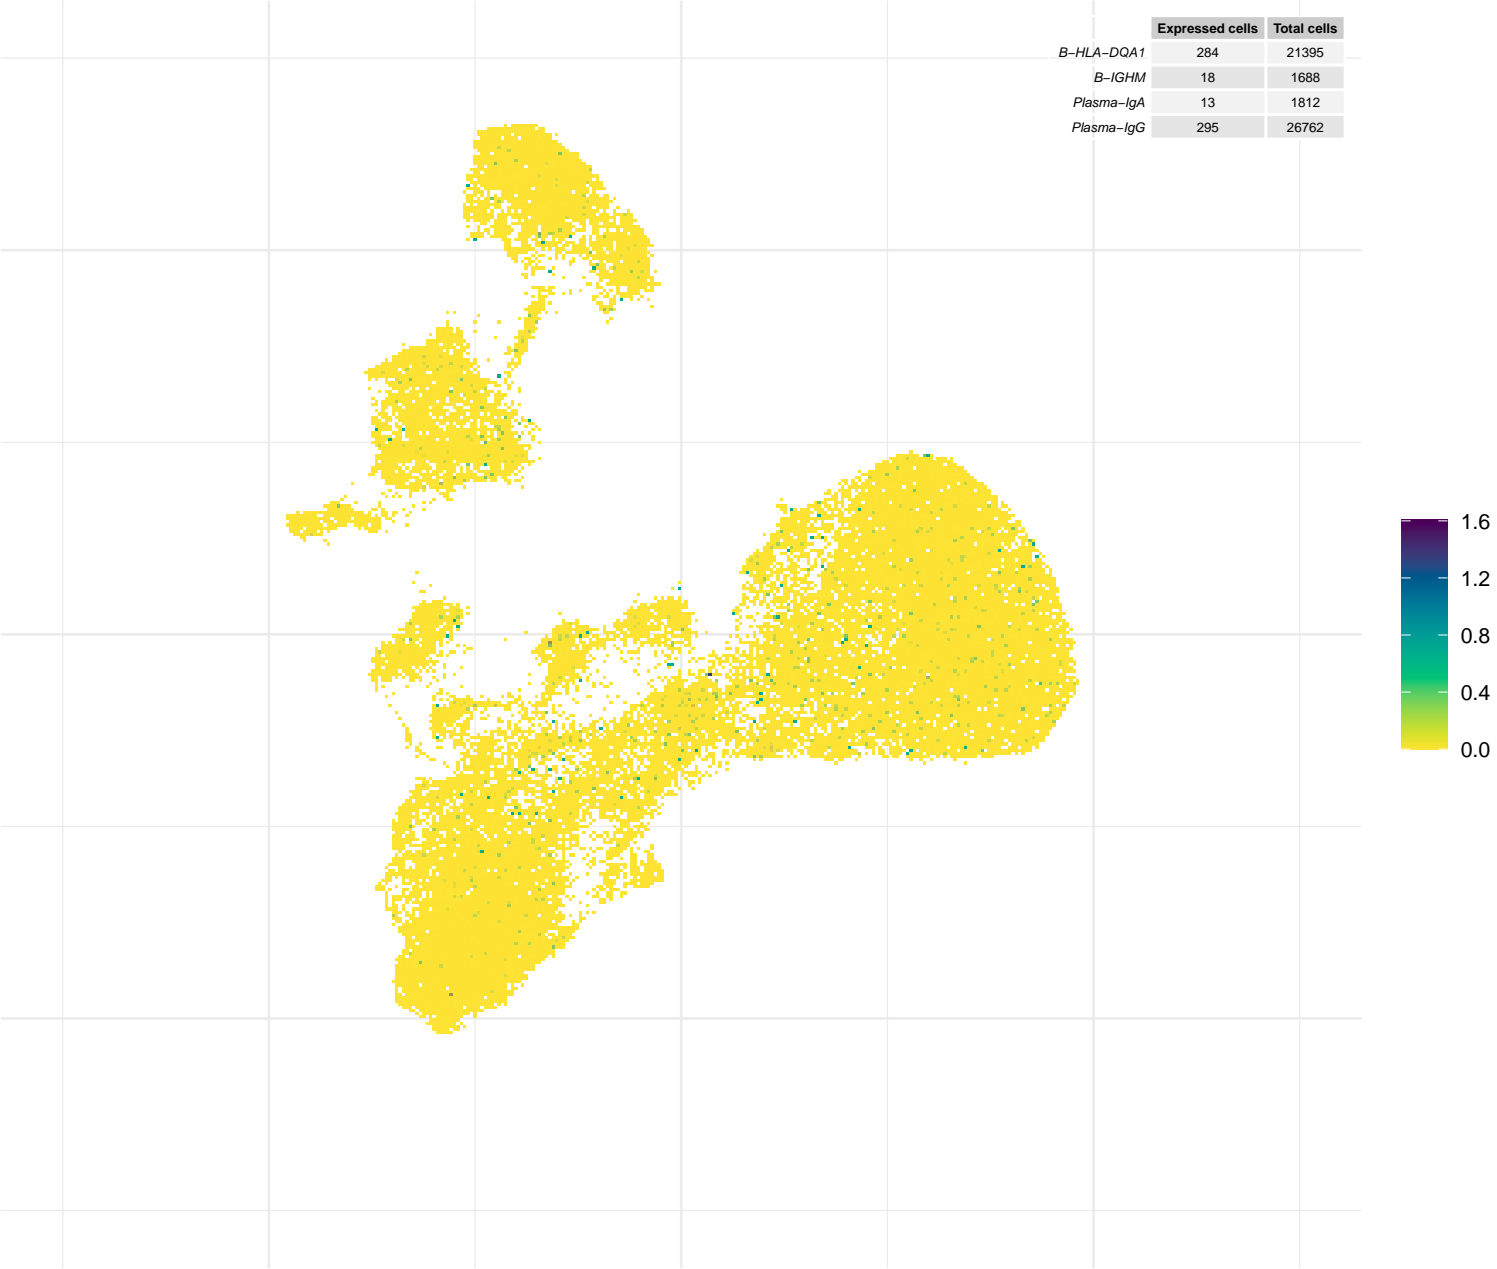 Expressed cells Total cells
B−HLA−DQA1 284 21395
B−IGHM 18 1688
Plasma−IgA 13 1812
Plasma−IgG 295 26762
1.6
1.2
0.8
0.4
0.0